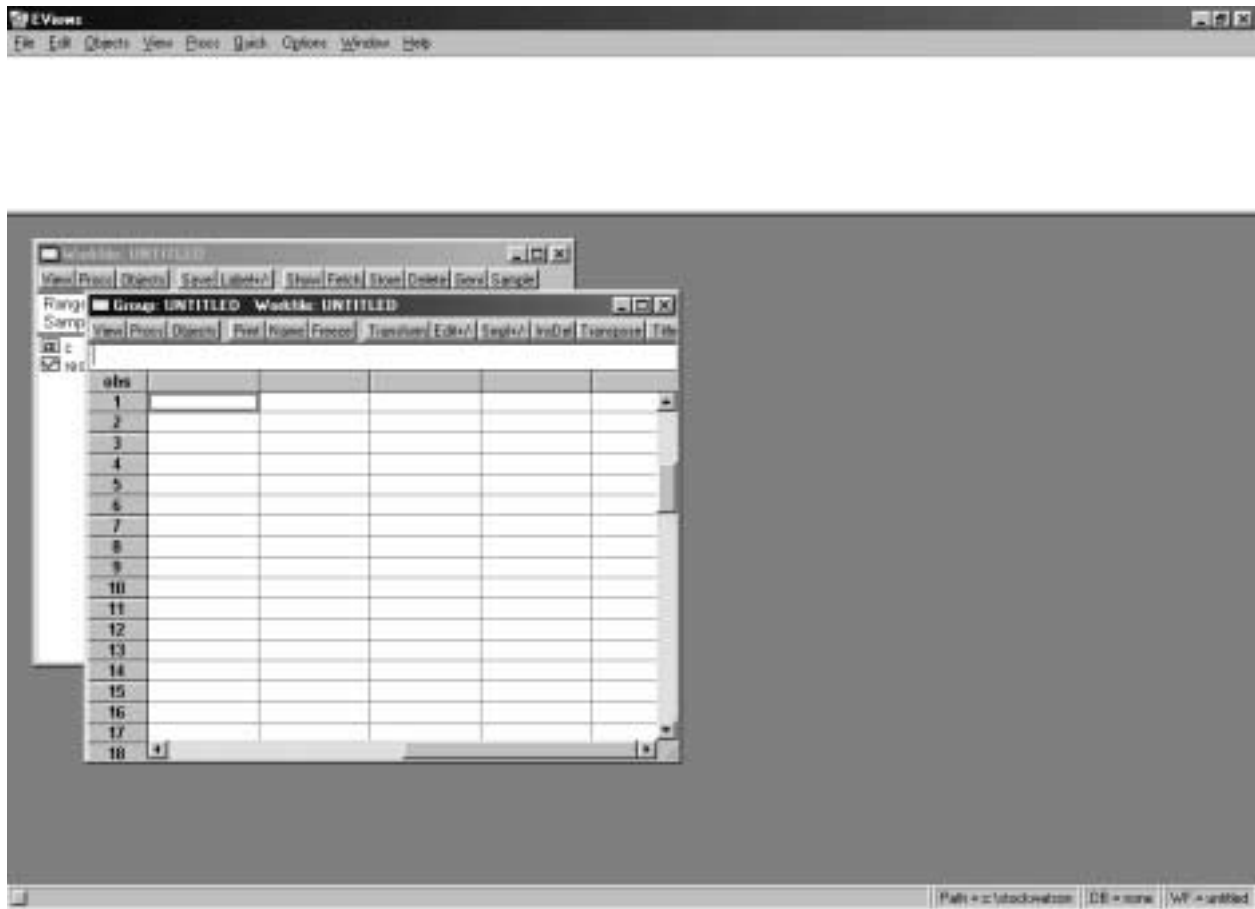 EViews
File Edit Objects View Procs Quick Options Window Help
Workfile: UNTITLED
View Procs Objects Save Label+/- Show Fetch Store Delete Genr Sample
Range
Samp
c
Group: UNTITLED Workfile: UNTITLED
View Procs Objects Print Name Freeze Transform Edit+/- Smpl+/- InsDel Transpose Title
obs
1
2
3
4
5
6
7
8
9
10
11
12
13
14
15
16
17
18
Path = c:\stockwatson DB = none WF = untitled